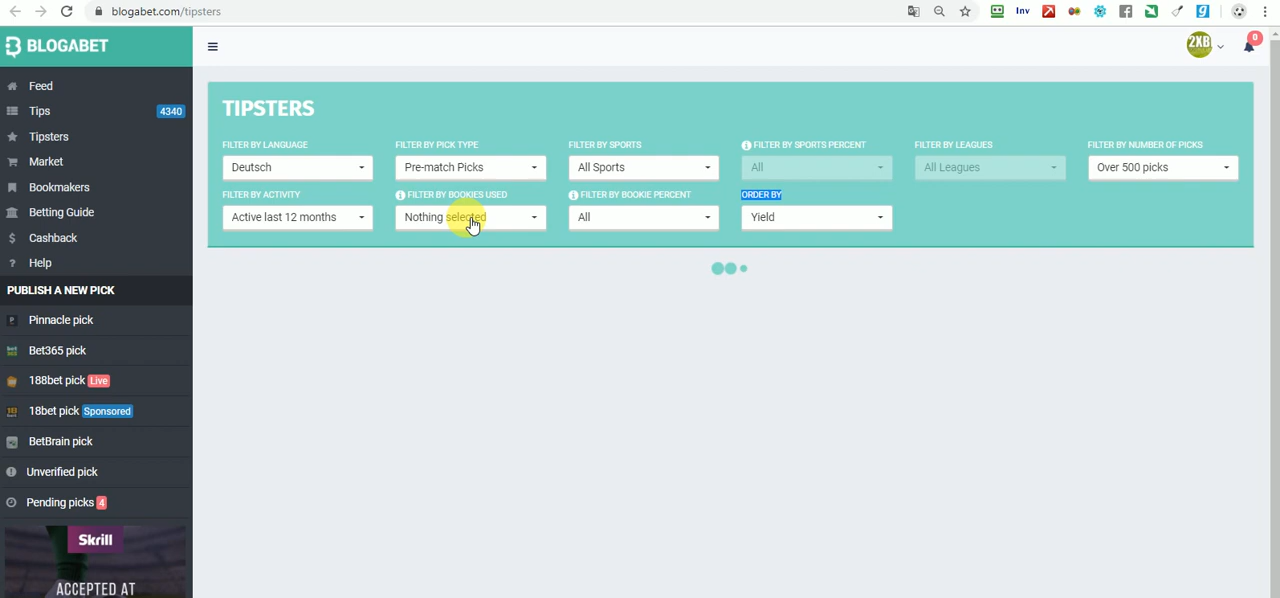 blogabet.com/tipsters
Inv
BLOGABET
2XB
0
Feed
Tips 4340
Tipsters
Market
Bookmakers
Betting Guide
Cashback
Help
PUBLISH A NEW PICK
Pinnacle pick
Bet365 pick
188bet pick Live
18bet pick Sponsored
BetBrain pick
Unverified pick
Pending picks 4
Skrill
ACCEPTED AT
TIPSTERS
FILTER BY LANGUAGE FILTER BY PICK TYPE FILTER BY SPORTS FILTER BY SPORTS PERCENT FILTER BY LEAGUES FILTER BY NUMBER OF PICKS
Deutsch Pre-match Picks All Sports All All Leagues Over 500 picks
FILTER BY ACTIVITY FILTER BY BOOKIES USED FILTER BY BOOKIE PERCENT ORDER BY
Active last 12 months Nothing selected All Yield